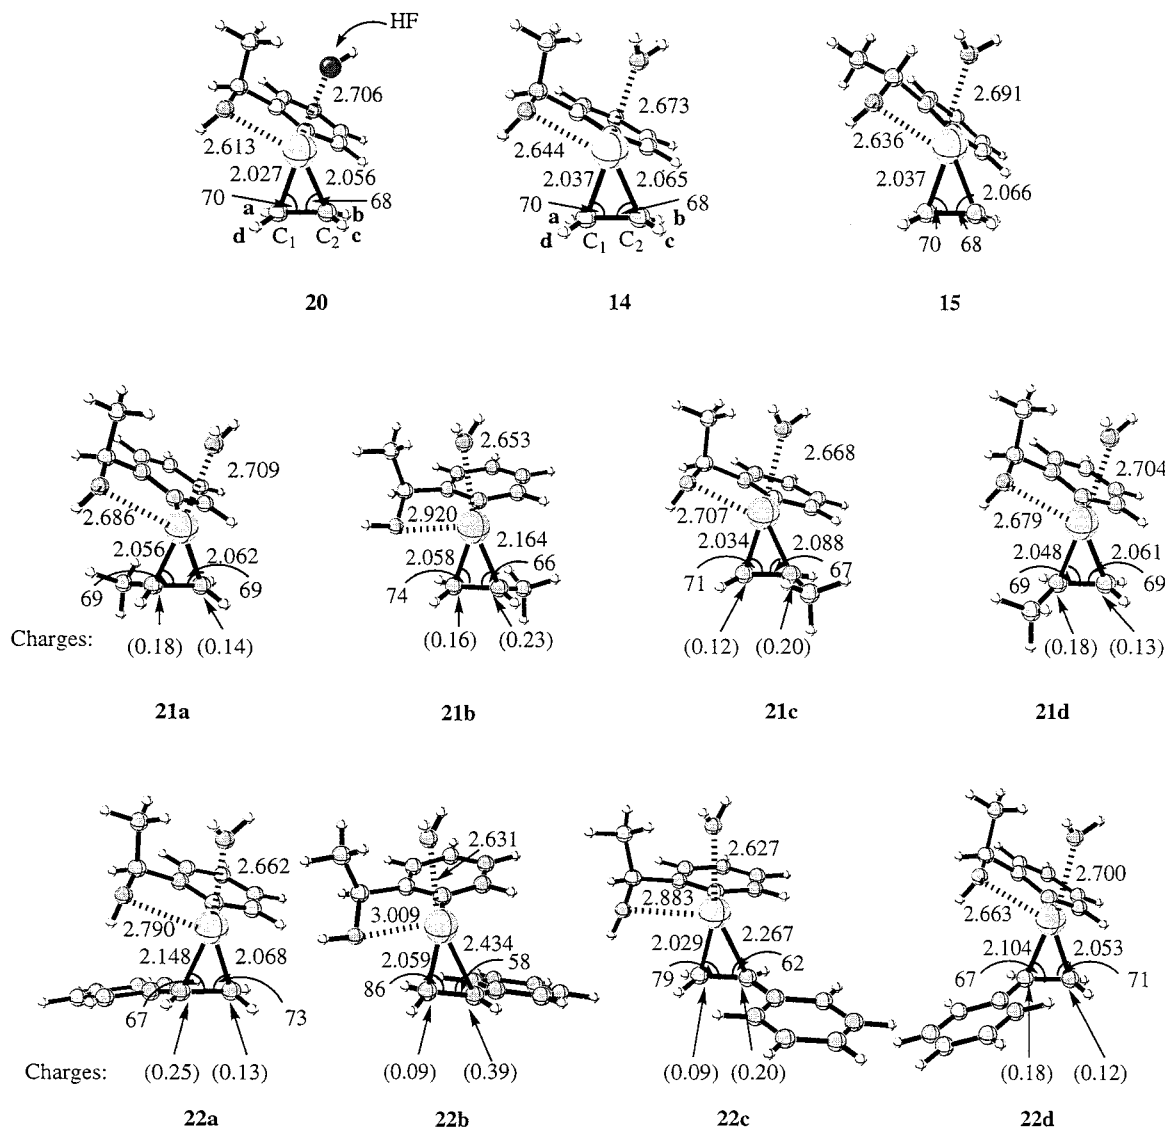 HF
2.706 2.673 2.691
2.613 2.644 2.636
2.027 2.056 2.037 2.065 2.037 2.066
70 a b 68 70 a b 68
d C1 C2 c d C1 C2 c 70 68
20 14 15
2.709 2.653 2.668 2.704
2.686 2.920 2.707 2.679
2.056 2.062 2.058 2.164 2.034 2.088 2.048 2.061
69 69 74 66 71 67 69 69
Charges: (0.18) (0.14) (0.16) (0.23) (0.12) (0.20) (0.18) (0.13)
21a 21b 21c 21d
2.662 2.631 2.627 2.700
2.790 3.009 2.883 2.663
2.148 2.068 2.059 2.434 2.029 2.267 2.104 2.053
67 73 86 58 79 62 67 71
Charges: (0.25) (0.13) (0.09) (0.39) (0.09) (0.20) (0.18) (0.12)
22a 22b 22c 22d